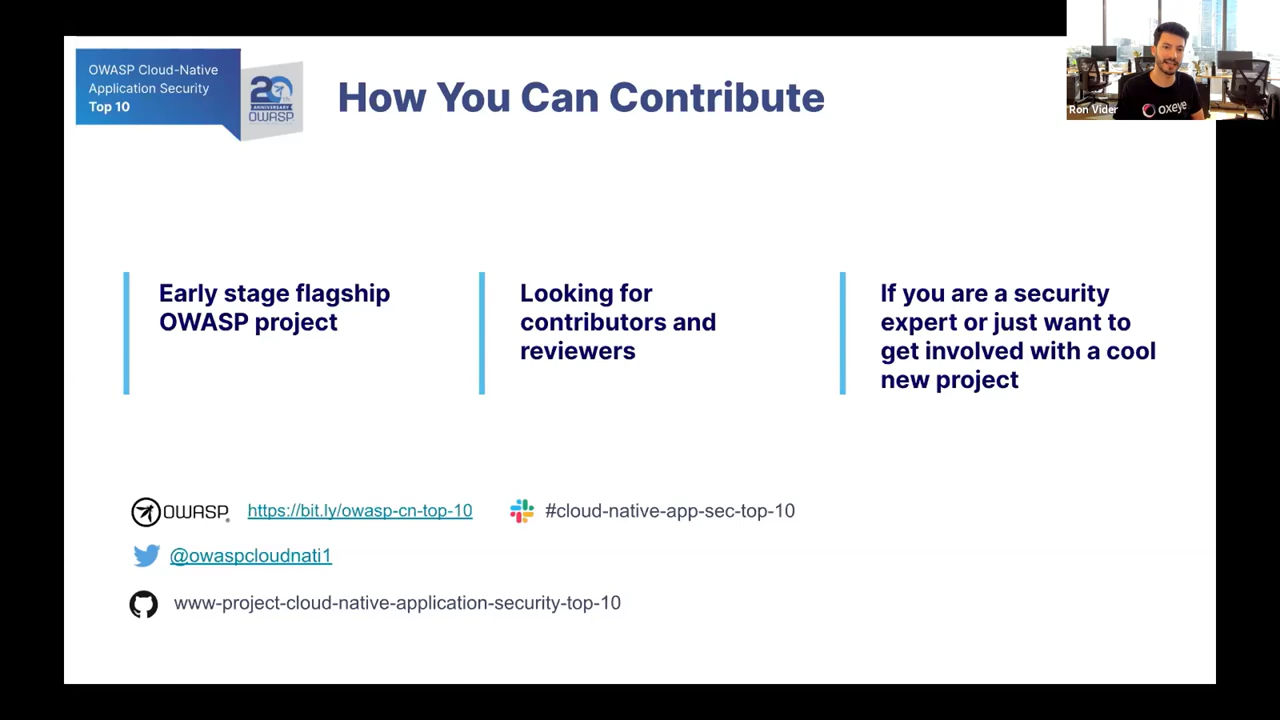 OWASP Cloud-Native
Application Security
Top 10
20th
ANNIVERSARY
OWASP
How You Can Contribute
Ron Vider
oxeye
Early stage flagship
OWASP project
Looking for
contributors and
reviewers
If you are a security
expert or just want to
get involved with a cool
new project
OWASP https://bit.ly/owasp-cn-top-10 #cloud-native-app-sec-top-10
@owaspcloudnati1
www-project-cloud-native-application-security-top-10